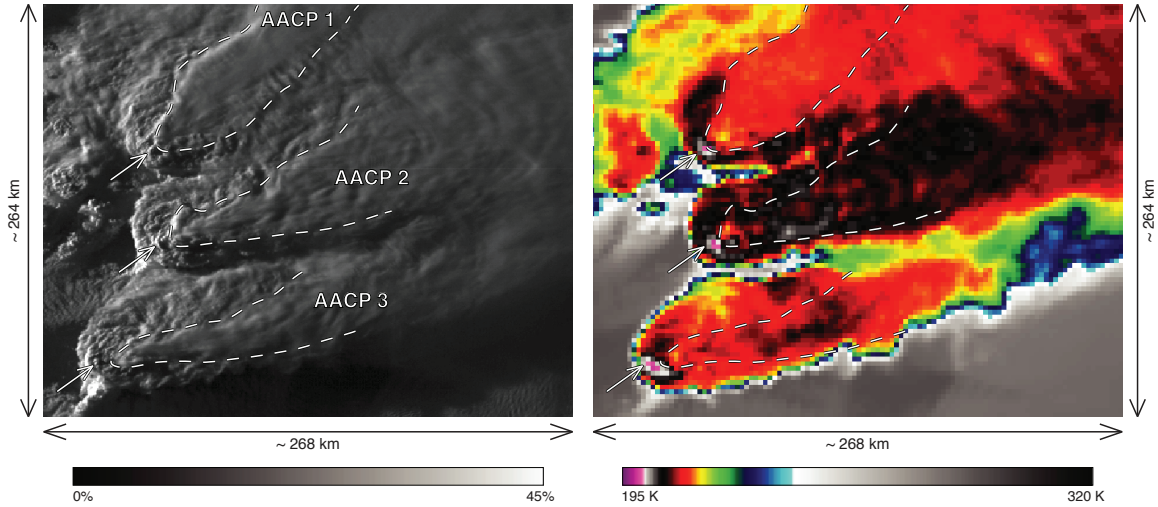 AACP 1
AACP 2
AACP 3
~ 264 km
~ 264 km
~ 268 km
~ 268 km
0%
45%
195 K
320 K